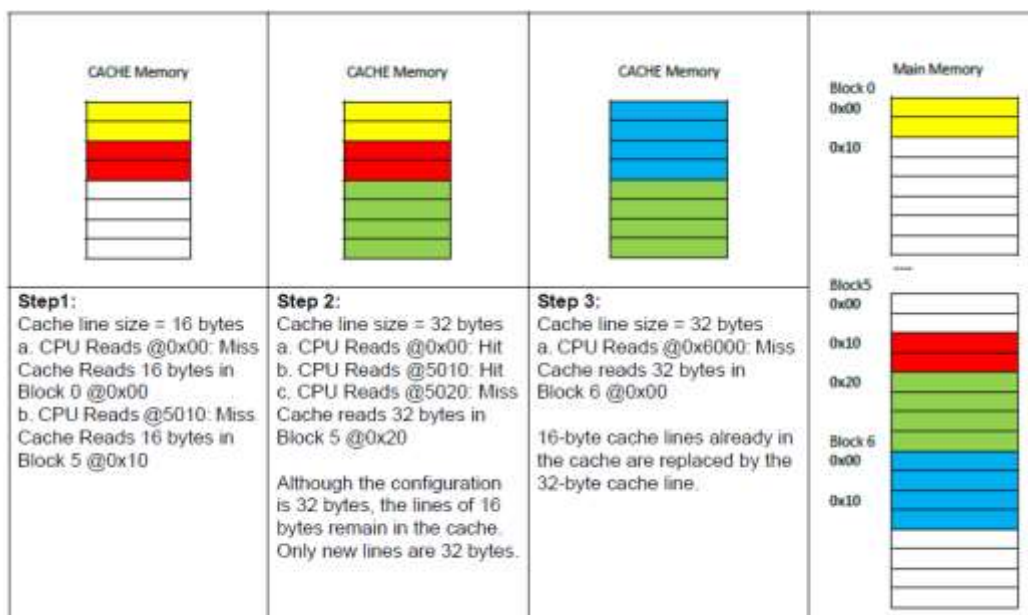 CACHE Memory
Step1:
Cache line size = 16 bytes
a. CPU Reads @0x00: Miss
Cache Reads 16 bytes in
Block 0 @0x00
b. CPU Reads @5010: Miss
Cache Reads 16 bytes in
Block 5 @0x10
CACHE Memory
Step 2:
Cache line size = 32 bytes
a. CPU Reads @0x00: Hit
b. CPU Reads @5010: Hit
c. CPU Reads @5020: Miss
Cache reads 32 bytes in
Block 5 @0x20
Although the configuration
is 32 bytes, the lines of 16
bytes remain in the cache.
Only new lines are 32 bytes.
CACHE Memory
Step 3:
Cache line size = 32 bytes
a. CPU Reads @0x6000: Miss
Cache reads 32 bytes in
Block 6 @0x00
16-byte cache lines already in
the cache are replaced by the
32-byte cache line.
Main Memory
Block 0
0x00
0x10
Block5
0x00
0x10
0x20
Block 6
0x00
0x10